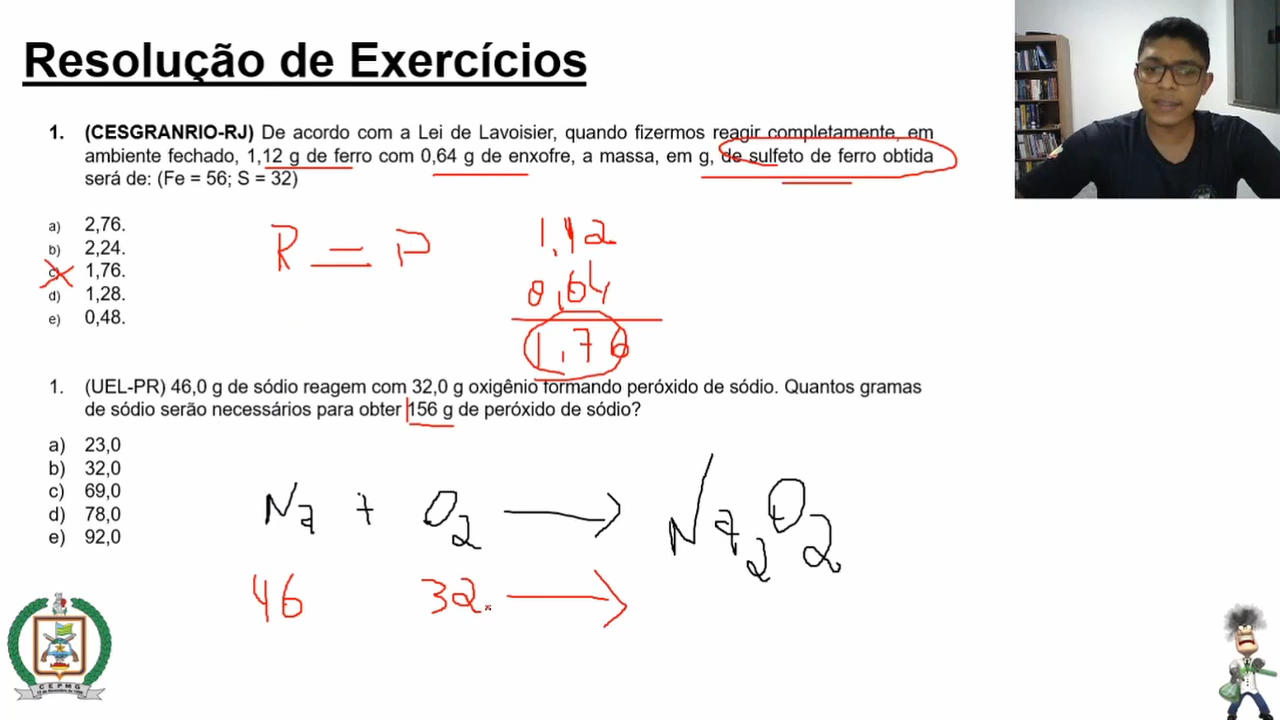 Resolução de Exercícios
1. (CESGRANRIO-RJ) De acordo com a Lei de Lavoisier, quando fizermos reagir completamente, em
ambiente fechado, 1,12 g de ferro com 0,64 g de enxofre, a massa, em g, de sulfeto de ferro obtida
será de: (Fe = 56; S = 32)
a) 2,76.
b) 2,24.
c) 1,76.
d) 1,28.
e) 0,48.
R = P
1,12
0,64
1,76
1. (UEL-PR) 46,0 g de sódio reagem com 32,0 g oxigênio formando peróxido de sódio. Quantos gramas
de sódio serão necessários para obter 156 g de peróxido de sódio?
a) 23,0
b) 32,0
c) 69,0
d) 78,0
e) 92,0
Na + O2 → Na2O2
46 32 →
CEPMG